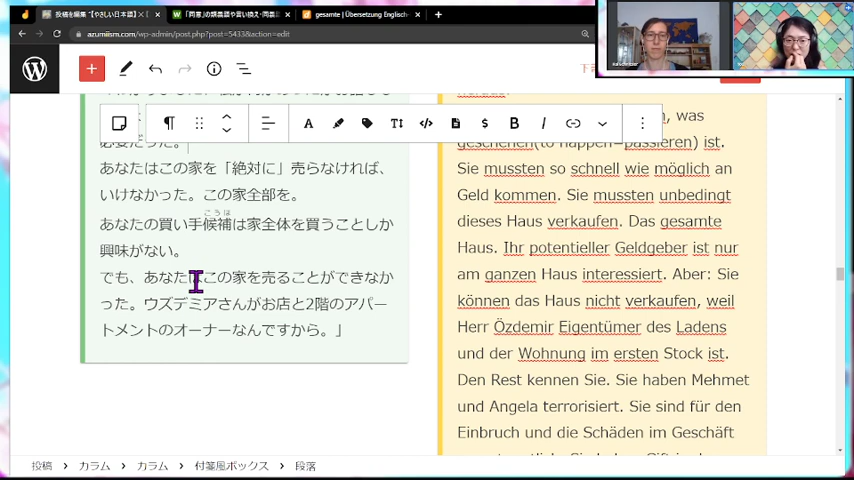 投稿を編集 "【やさしい日本語】
「同意」の類義語や言い換え・同義語
gesamte | Übersetzung Englisch-
azumiism.com/wp-admin/post.php?post=5433&action=edit
必要だった。
あなたはこの家を「絶対に」売らなければ、
いけなかった。この家全部を。
こうほ
あなたの買い手候補は家全体を買うことしか
興味がない。
でも、あなたはこの家を売ることができなか
った。ウズデミアさんがお店と2階のアパー
トメントのオーナーなんですから。」
was
geschehen(to happen=passieren) ist.
Sie mussten so schnell wie möglich an
Geld kommen. Sie mussten unbedingt
dieses Haus verkaufen. Das gesamte
Haus. Ihr potentieller Geldgeber ist nur
am ganzen Haus interessiert. Aber: Sie
können das Haus nicht verkaufen, weil
Herr Özdemir Eigentümer des Ladens
und der Wohnung im ersten Stock ist.
Den Rest kennen Sie. Sie haben Mehmet
und Angela terrorisiert. Sie sind für den
Einbruch und die Schäden im Geschäft
投稿 > カラム > カラム > 付箋風ボックス > 段落